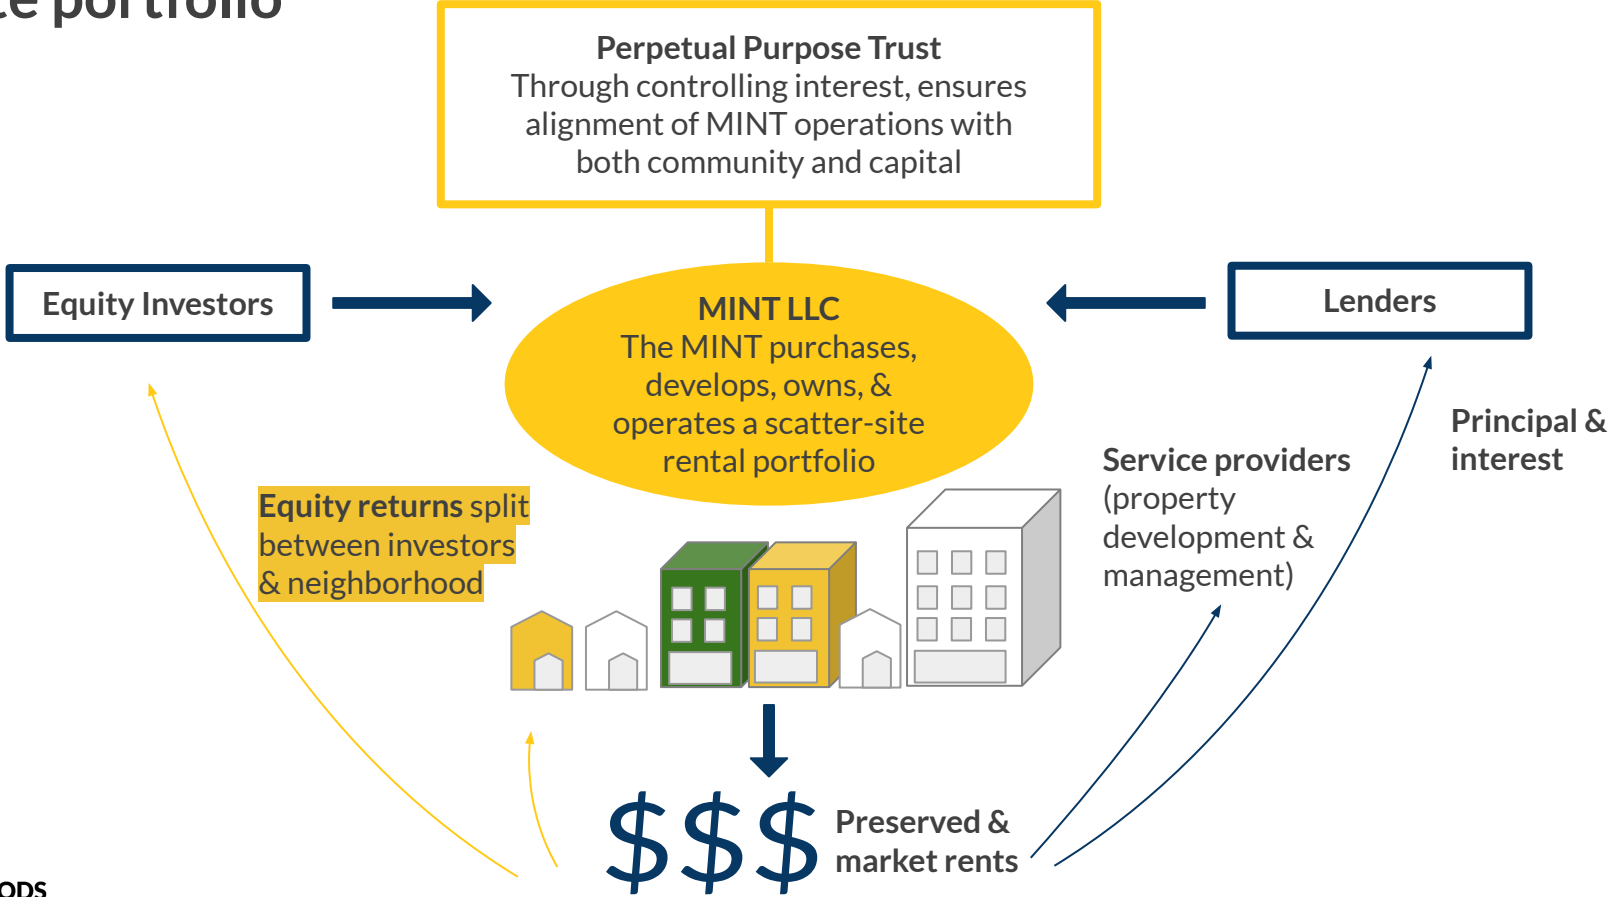 portfolio
Perpetual Purpose Trust
Through controlling interest, ensures
alignment of MINT operations with
both community and capital
Equity Investors
MINT LLC
The MINT purchases,
develops, owns, &
operates a scatter-site
rental portfolio
Lenders
Principal &
interest
Service providers
(property
development &
management)
Equity returns split
between investors
& neighborhood
$$$
Preserved &
market rents